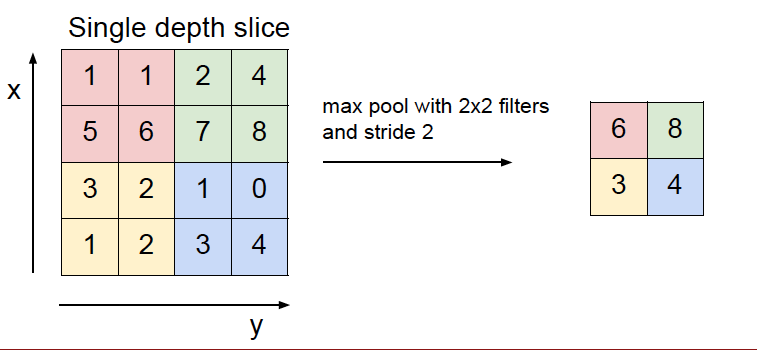 Single depth slice
x
1 1 2 4
5 6 7 8
3 2 1 0
1 2 3 4
y
max pool with 2x2 filters
and stride 2
6 8
3 4